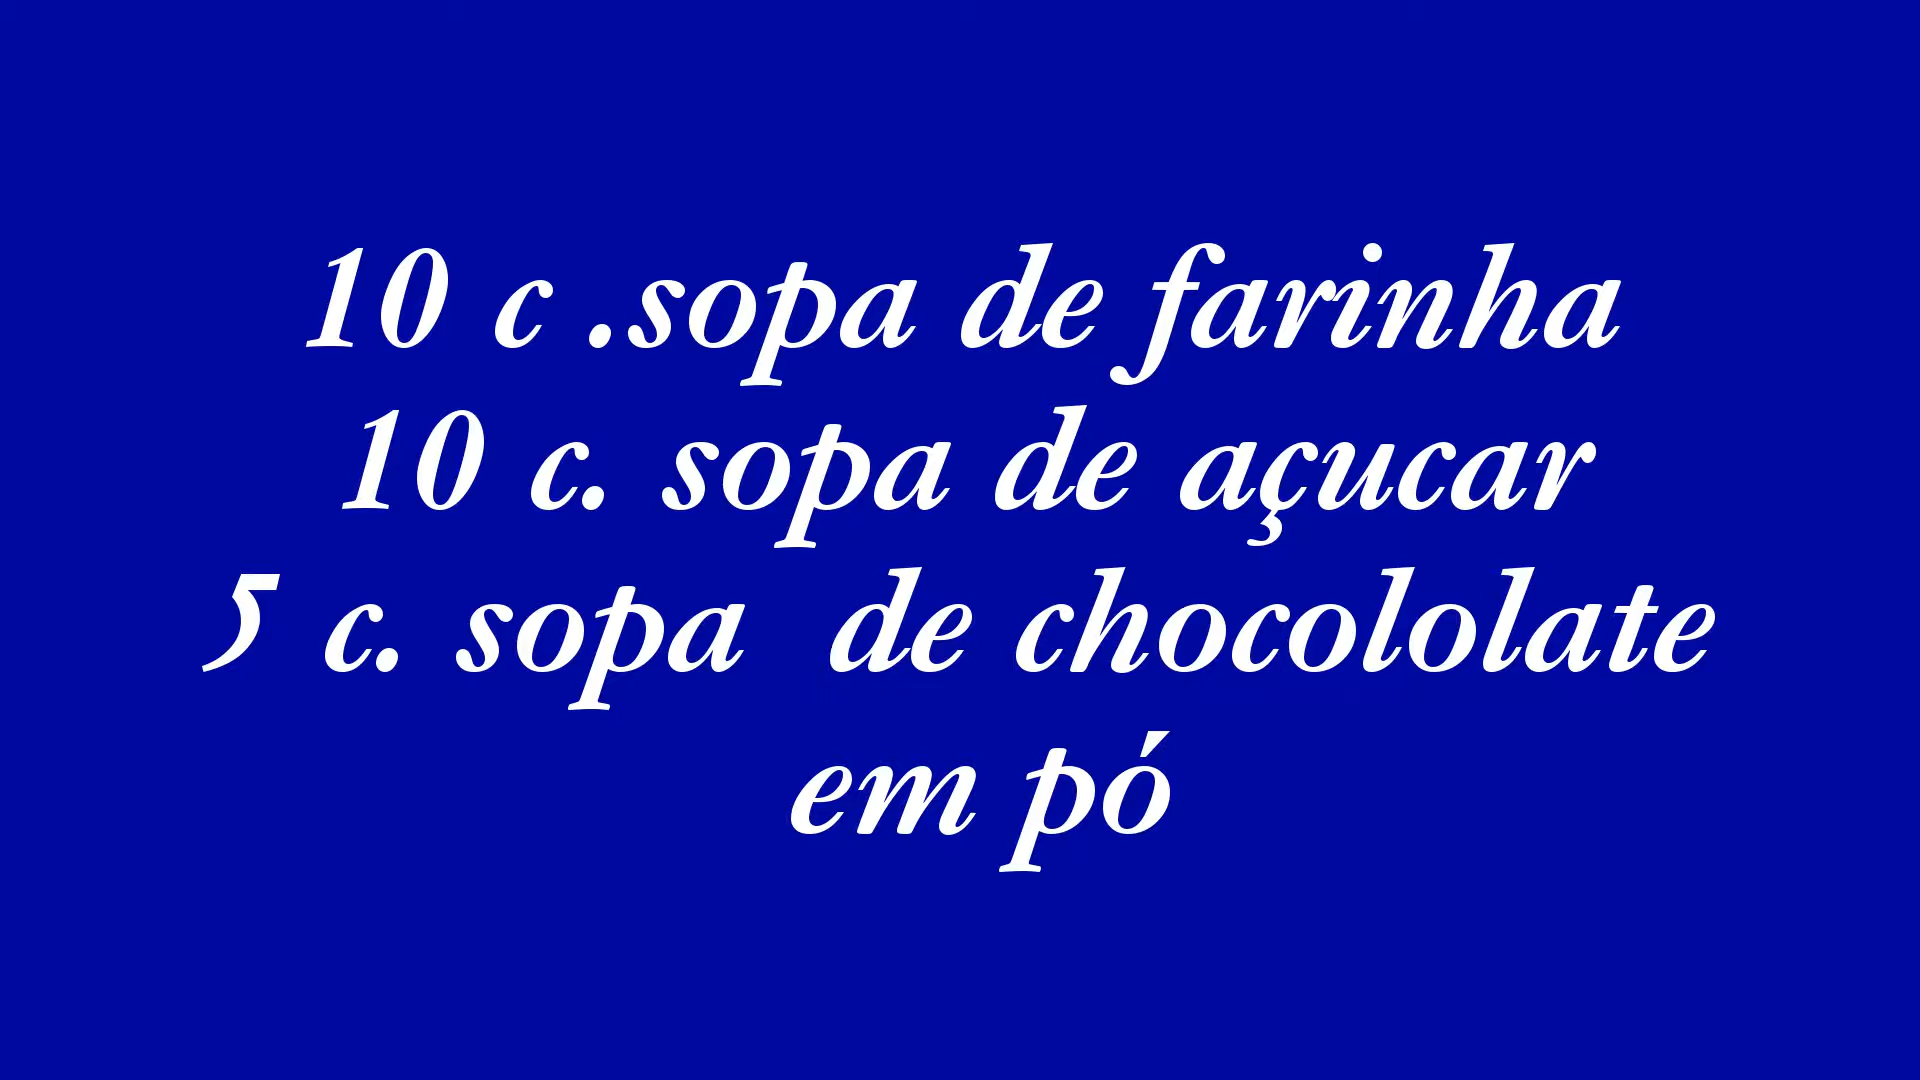 10 c .sopa de farinha
10 c. sopa de açucar
5 c. sopa  de chocololate
em pó